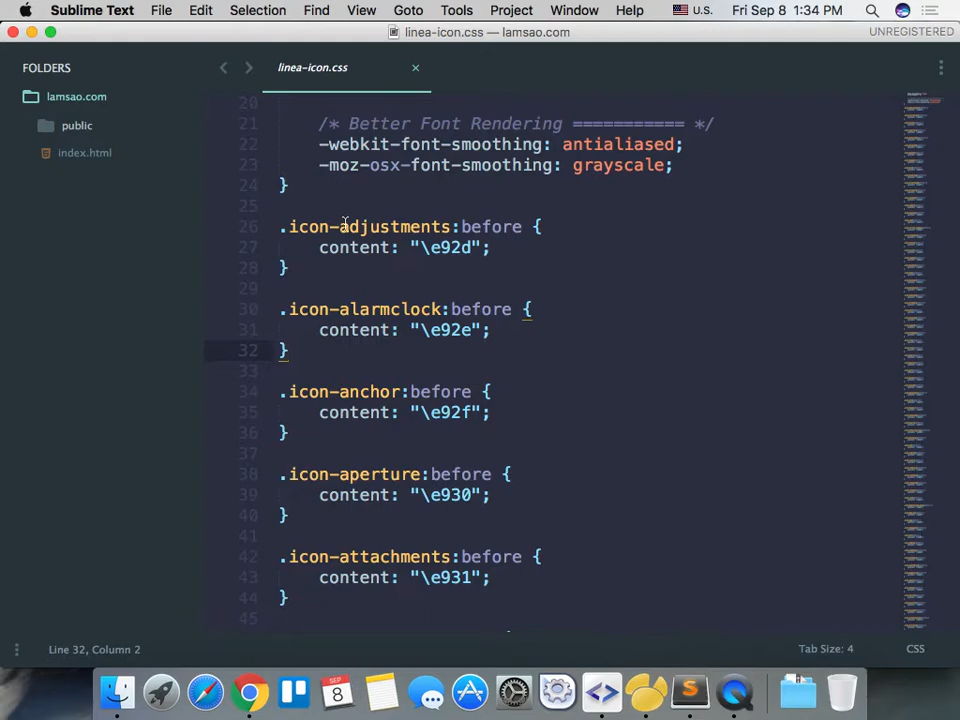 Sublime Text File Edit Selection Find View Goto Tools Project Window Help U.S. Fri Sep 8 1:34 PM
linea-icon.css — lamsao.com UNREGISTERED
FOLDERS
lamsao.com
public
index.html
linea-icon.css ×
20
21 /* Better Font Rendering =========== */
22 -webkit-font-smoothing: antialiased;
23 -moz-osx-font-smoothing: grayscale;
24 }
25
26 .icon-adjustments:before {
27 content: "\e92d";
28 }
29
30 .icon-alarmclock:before {
31 content: "\e92e";
32 }
33
34 .icon-anchor:before {
35 content: "\e92f";
36 }
37
38 .icon-aperture:before {
39 content: "\e930";
40 }
41
42 .icon-attachments:before {
43 content: "\e931";
44 }
45
Line 32, Column 2 Tab Size: 4 CSS
SEP
8